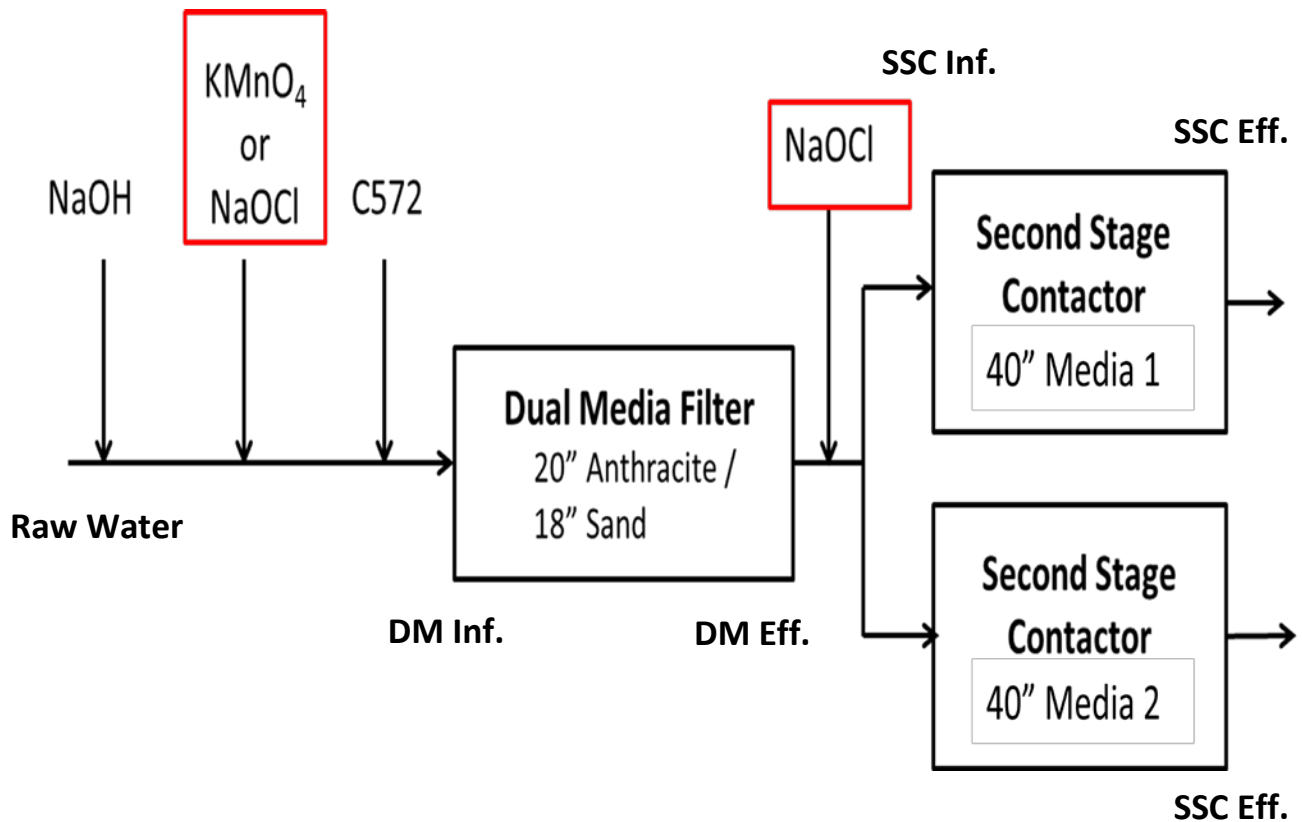 NaOH
KMnO₄
or
NaOCl
C572
Raw Water
Dual Media Filter
20” Anthracite /
18” Sand
DM Inf.
DM Eff.
NaOCl
SSC Inf.
SSC Eff.
Second Stage
Contactor
40” Media 1
Second Stage
Contactor
40” Media 2
SSC Eff.